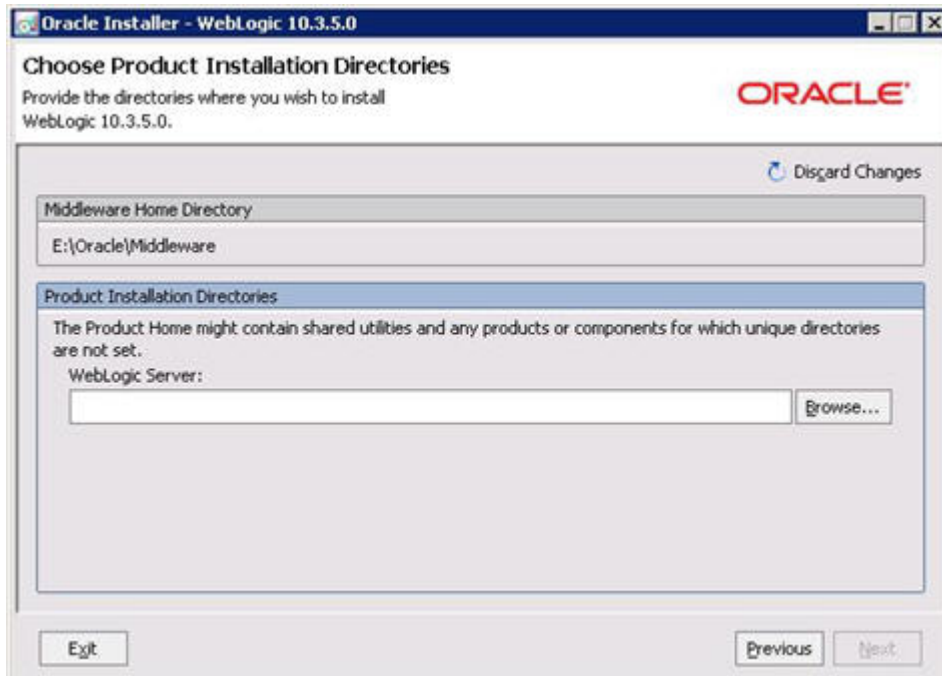 Oracle Installer - WebLogic 10.3.5.0
Choose Product Installation Directories
Provide the directories where you wish to install
WebLogic 10.3.5.0.
ORACLE
Discard Changes
Middleware Home Directory
E:\Oracle\Middleware
Product Installation Directories
The Product Home might contain shared utilities and any products or components for which unique directories
are not set.
WebLogic Server:
Browse...
Exit
Previous
Next